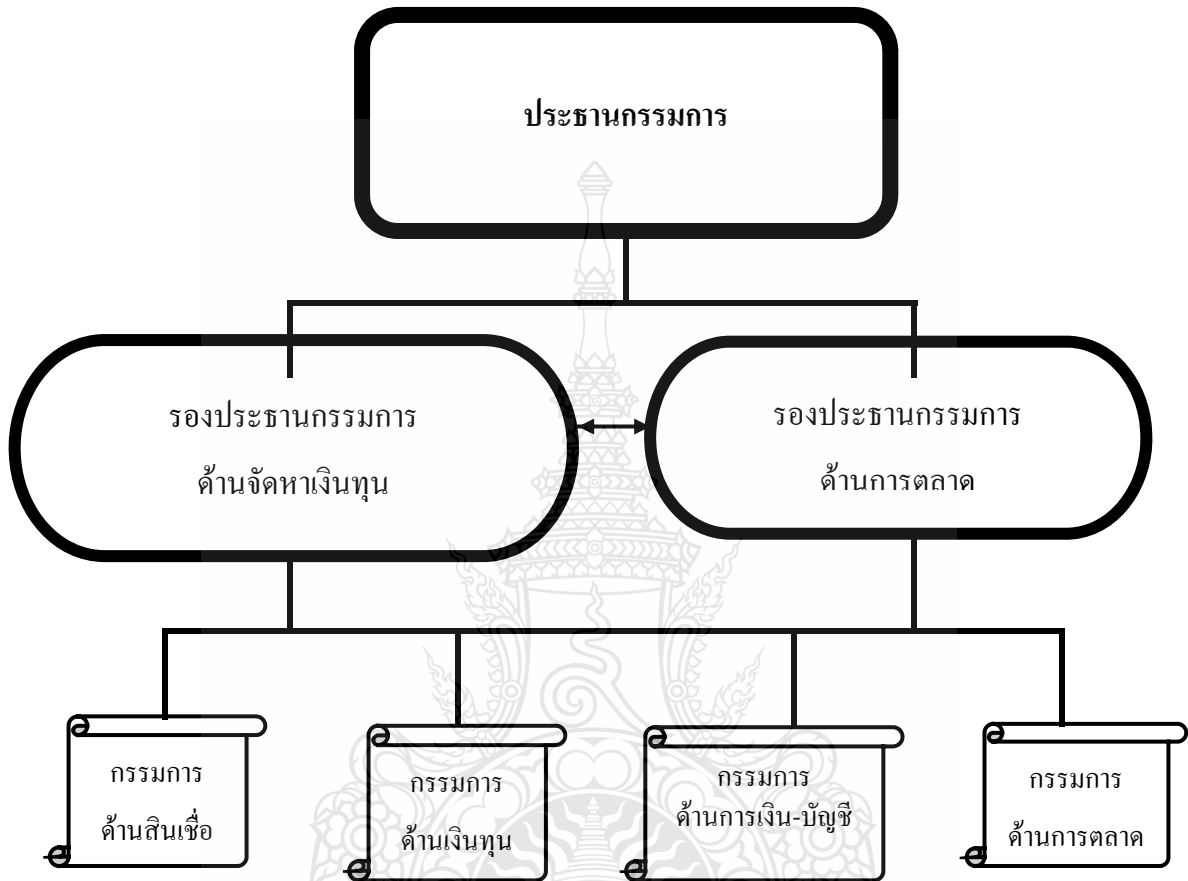 ประธานกรรมการ
รองประธานกรรมการ
ด้านจัดหาเงินทุน
รองประธานกรรมการ
ด้านการตลาด
กรรมการ
ด้านสินเชื่อ
กรรมการ
ด้านเงินทุน
กรรมการ
ด้านการเงิน-บัญชี
กรรมการ
ด้านการตลาด